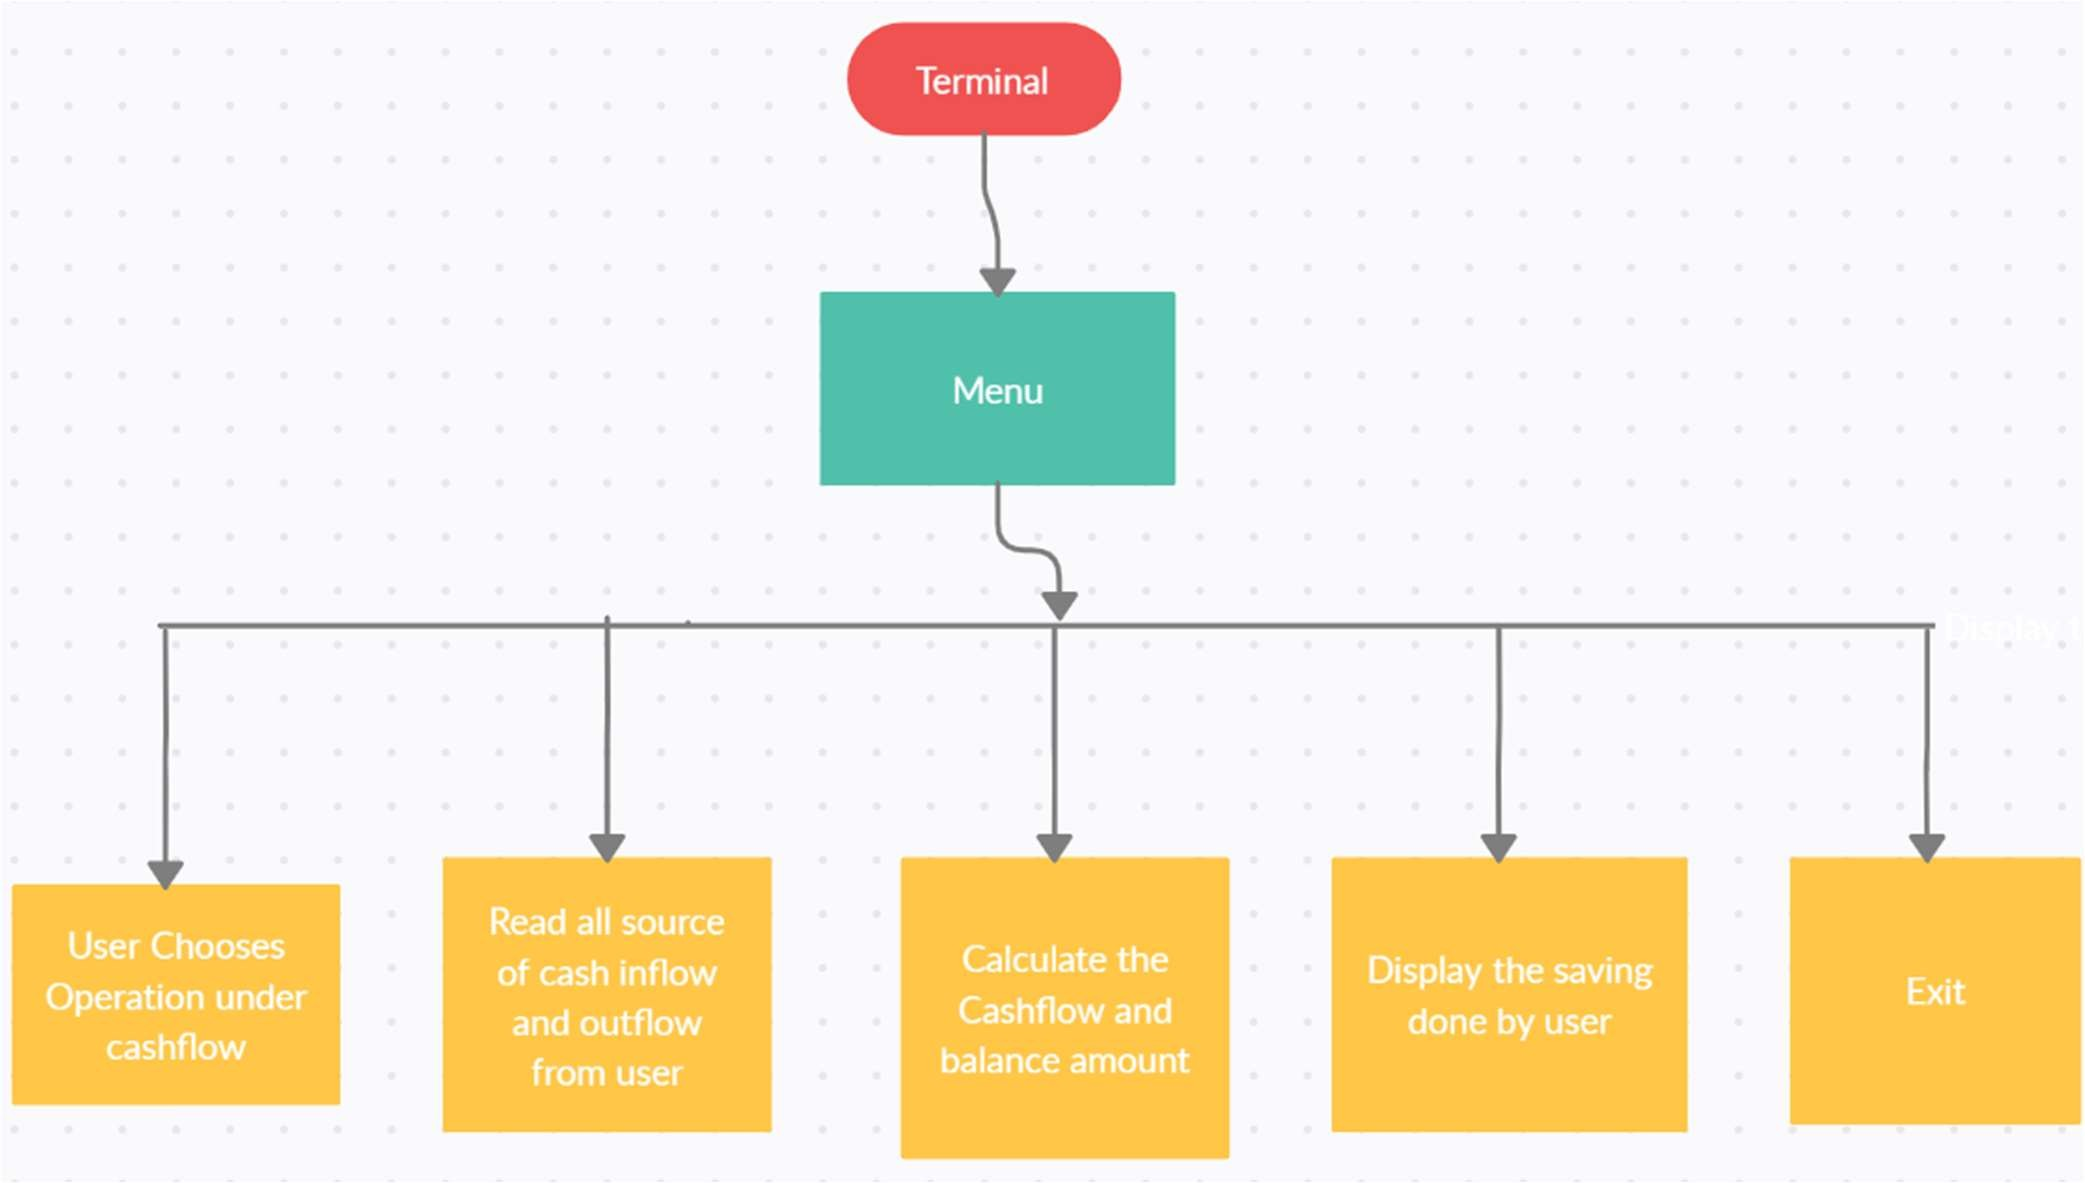 Terminal
Menu
Display
User Chooses
Operation under
cashflow
Read all source
of cash inflow
and outflow
from user
Calculate the
Cashflow and
balance amount
Display the saving
done by user
Exit